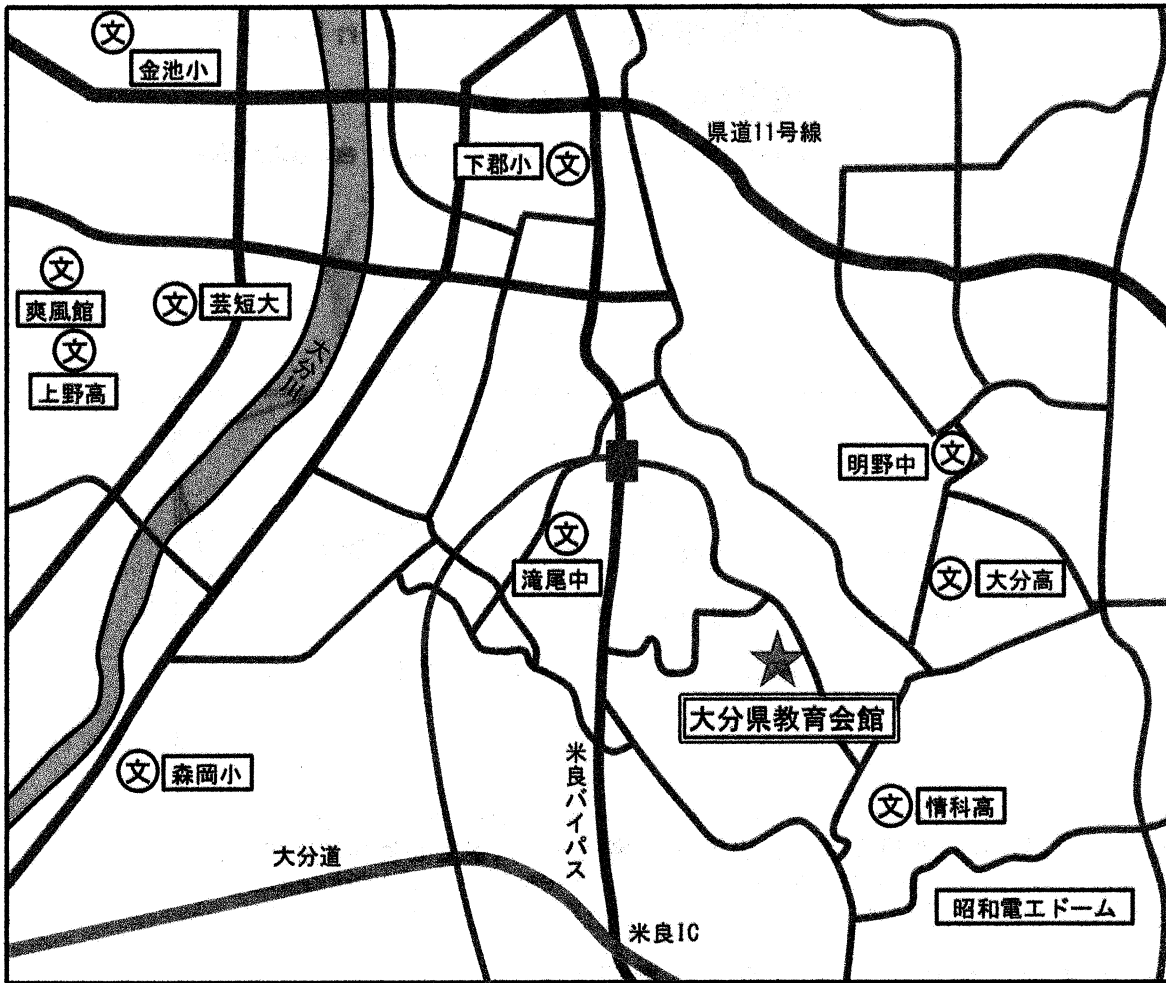 文
金池小
県道11号線
下郡小
文
文
爽風館
文
芸短大
文
上野高
大分川
明野中
文
文
滝尾中
文
大分高
大分県教育会館
文
森岡小
米良バイパス
文
情科高
大分道
昭和電工ドーム
米良IC